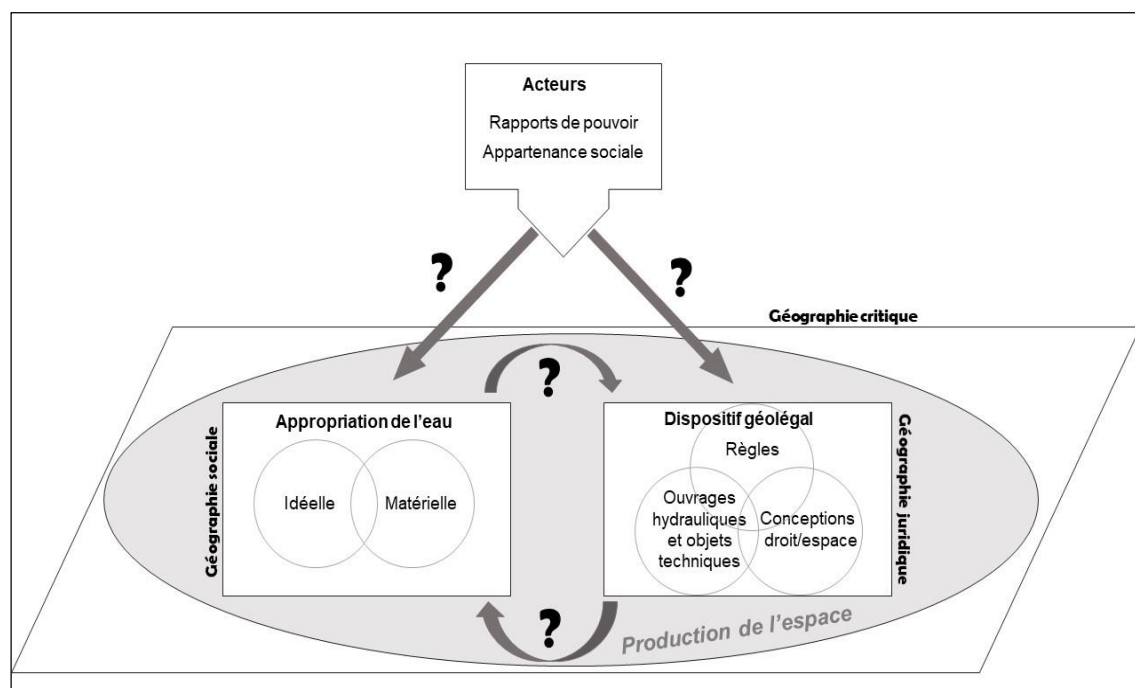 Acteurs
Rapports de pouvoir
Appartenance sociale
?
?
Géographie critique
?
Appropriation de l'eau
Idéelle
Matérielle
Géographie sociale
Dispositif géolégal
Règles
Ouvrages
hydrauliques
et objets
techniques
Conceptions
droit/espace
Géographie juridique
?
Production de l'espace